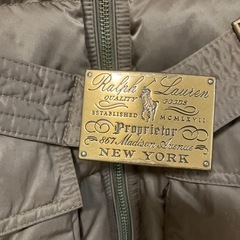 Ralph Lauren
QUALITY GOODS
ESTABLISHED MCMLXVII
Proprietor
867 Madison Avenue
NEW YORK